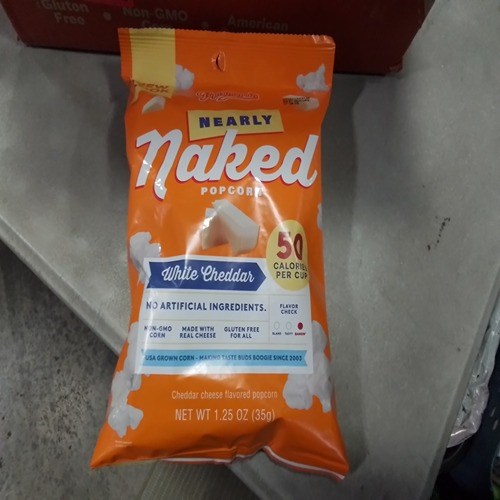 Gluten
Free
Non-GMO
American
NEARLY
naked
POPCORN
50
CALORIES
PER CUP
White Cheddar
NO ARTIFICIAL INGREDIENTS.
FLAVOR
CHECK
NON-GMO
CORN
MADE WITH
REAL CHEESE
GLUTEN FREE
FOR ALL
USA GROWN CORN - MAKING TASTE BUDS BOOGIE SINCE 2003
Cheddar cheese flavored popcorn
NET WT 1.25 OZ (35g)